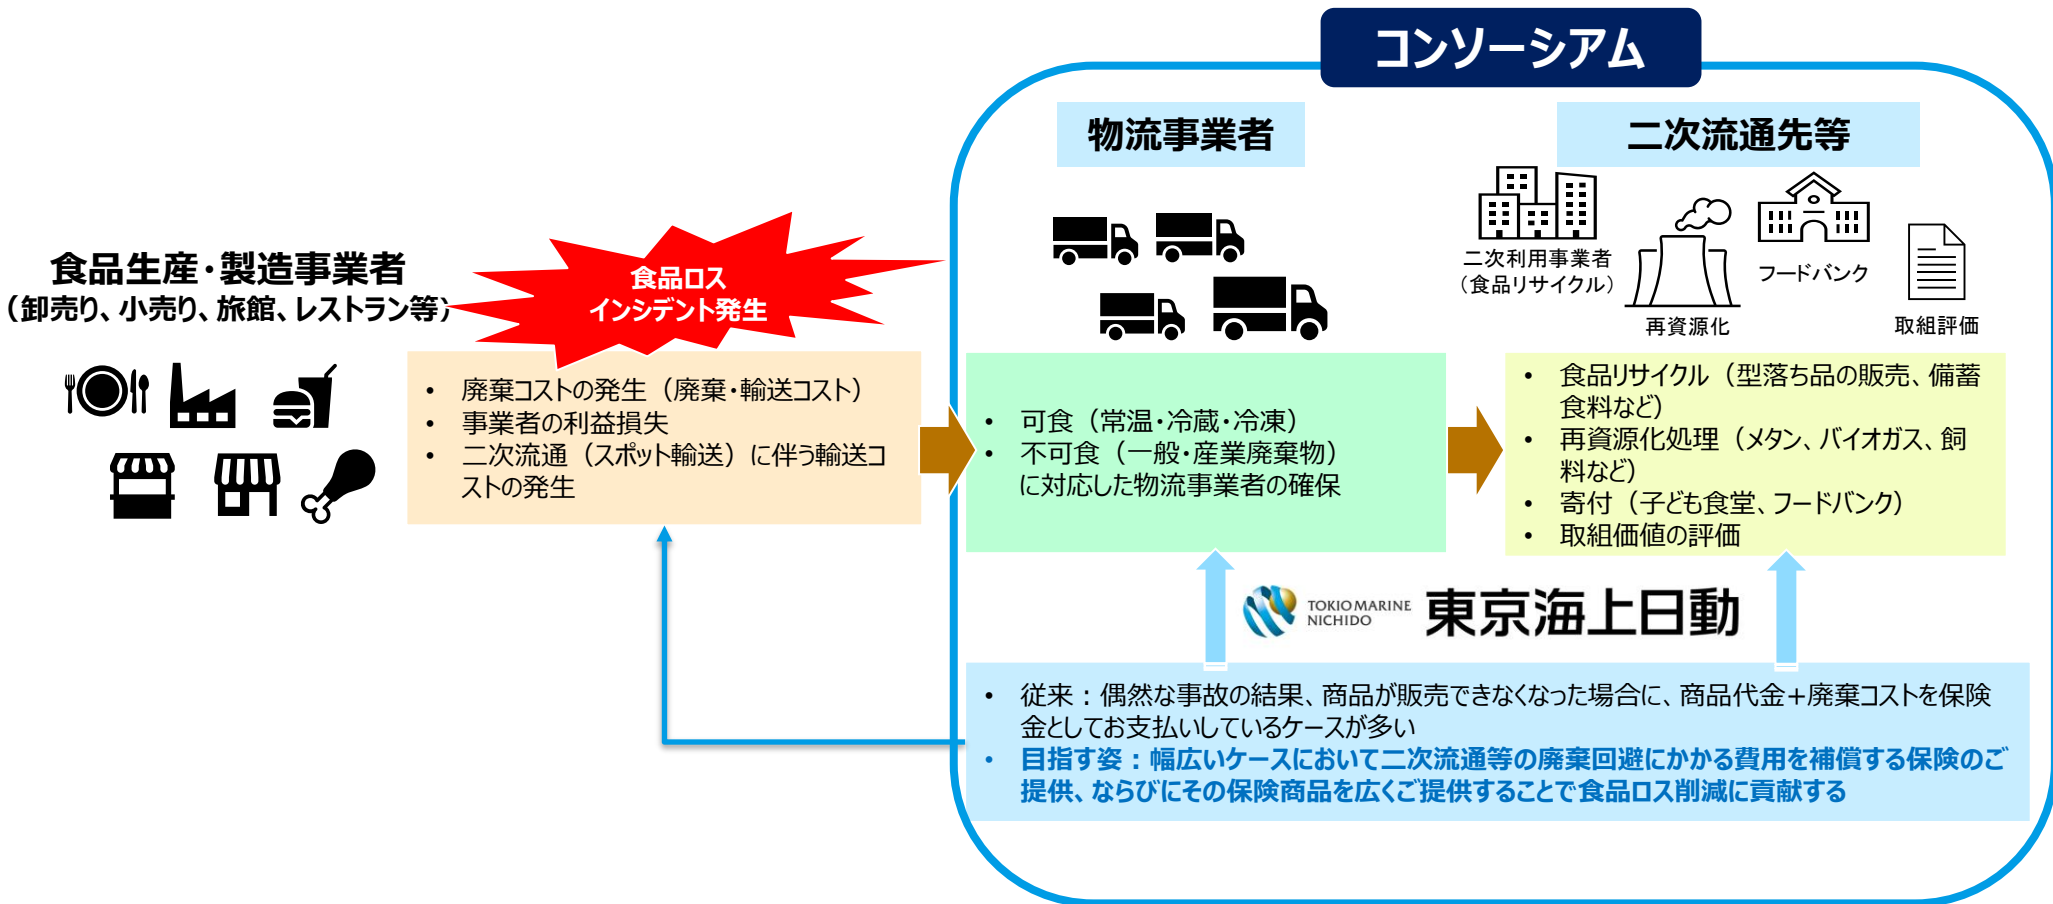 コンソーシアム
物流事業者
二次流通先等
食品生産・製造事業者
（卸売り、小売り、旅館、レストラン等）
食品ロス
インシデント発生
二次利用事業者
（食品リサイクル）
再資源化
フードバンク
取組評価
• 廃棄コストの発生（廃棄・輸送コスト）
• 事業者の利益損失
• 二次流通（スポット輸送）に伴う輸送コ
ストの発生
• 可食（常温・冷蔵・冷凍）
• 不可食（一般・産業廃棄物）
に対応した物流事業者の確保
• 食品リサイクル（型落ち品の販売、備蓄
食料など）
• 再資源化処理（メタン、バイオガス、飼
料など）
• 寄付（子ども食堂、フードバンク）
• 取組価値の評価
TOKIO MARINE
NICHIDO
東京海上日動
• 従来：偶然な事故の結果、商品が販売できなくなった場合に、商品代金+廃棄コストを保険
金としてお支払いしているケースが多い
• 目指す姿：幅広いケースにおいて二次流通等の廃棄回避にかかる費用を補償する保険のご
提供、ならびにその保険商品を広くご提供することで食品ロス削減に貢献する